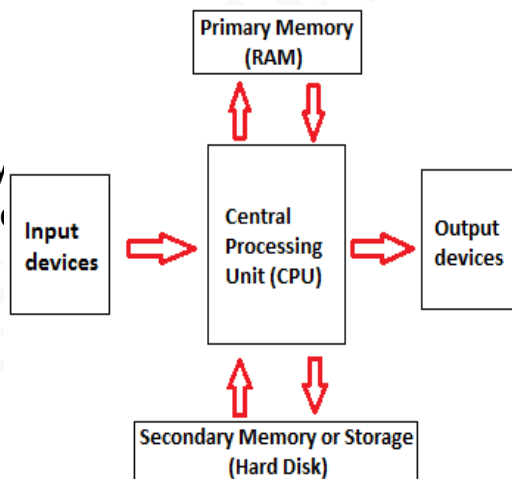 Primary Memory
(RAM)
Input
devices
Central
Processing
Unit (CPU)
Output
devices
Secondary Memory or Storage
(Hard Disk)